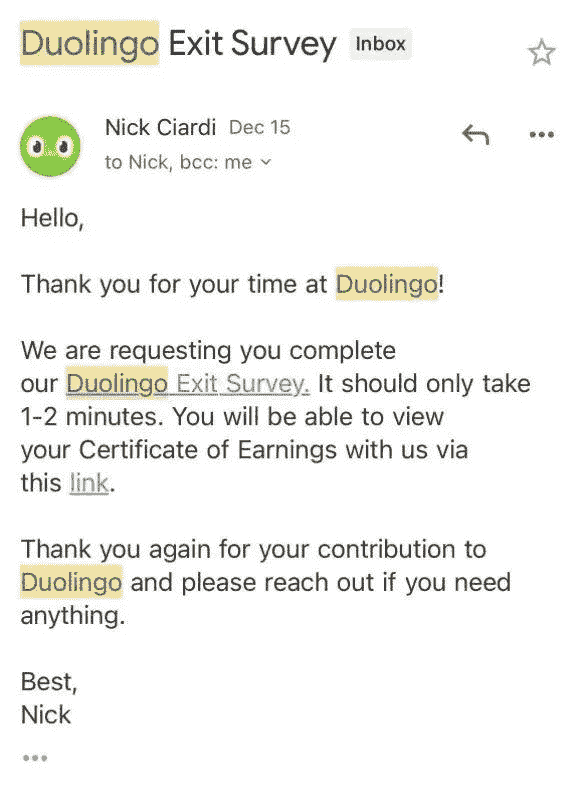 Duolingo Exit Survey Inbox
Nick Ciardi Dec 15
to Nick, bcc: me
Hello,
Thank you for your time at Duolingo!
We are requesting you complete
our Duolingo Exit Survey. It should only take
1-2 minutes. You will be able to view
your Certificate of Earnings with us via
this link.
Thank you again for your contribution to
Duolingo and please reach out if you need
anything.
Best,
Nick